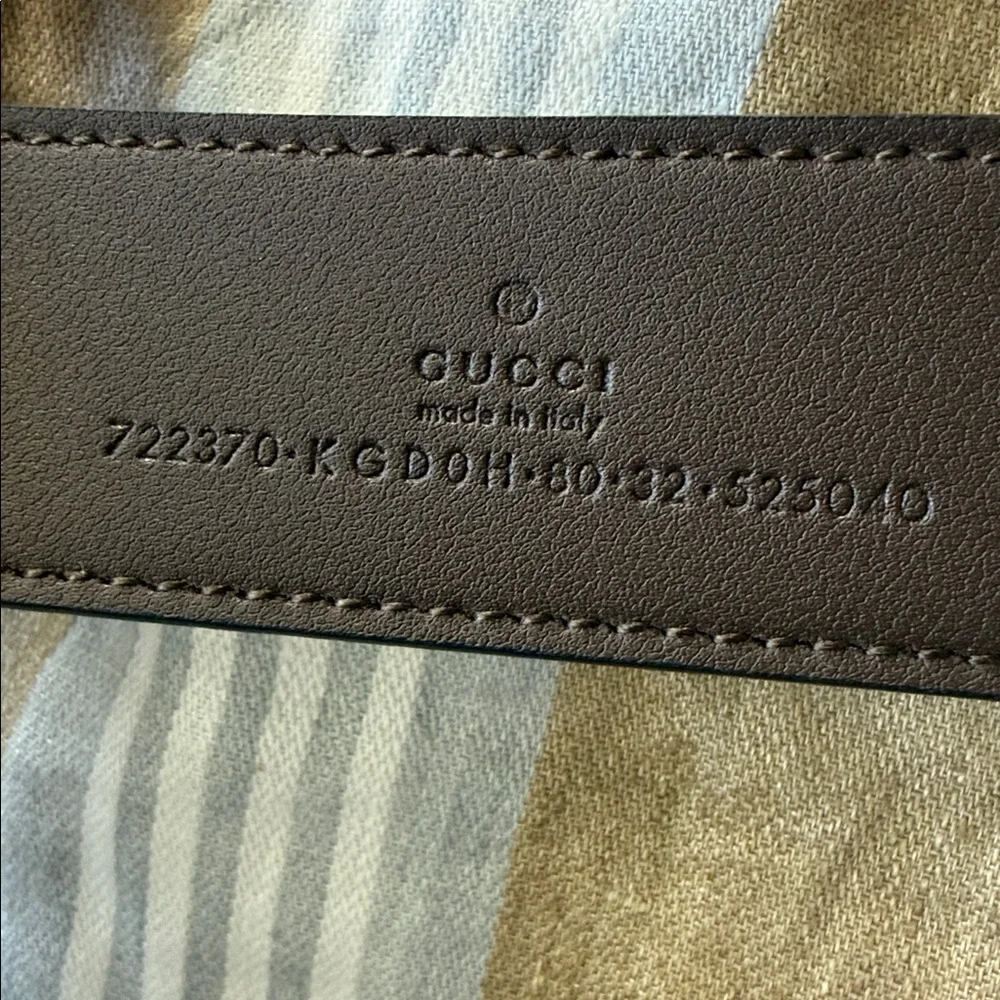 ®
GUCCI
made in italy
722370·KGD0H·80·32·525040